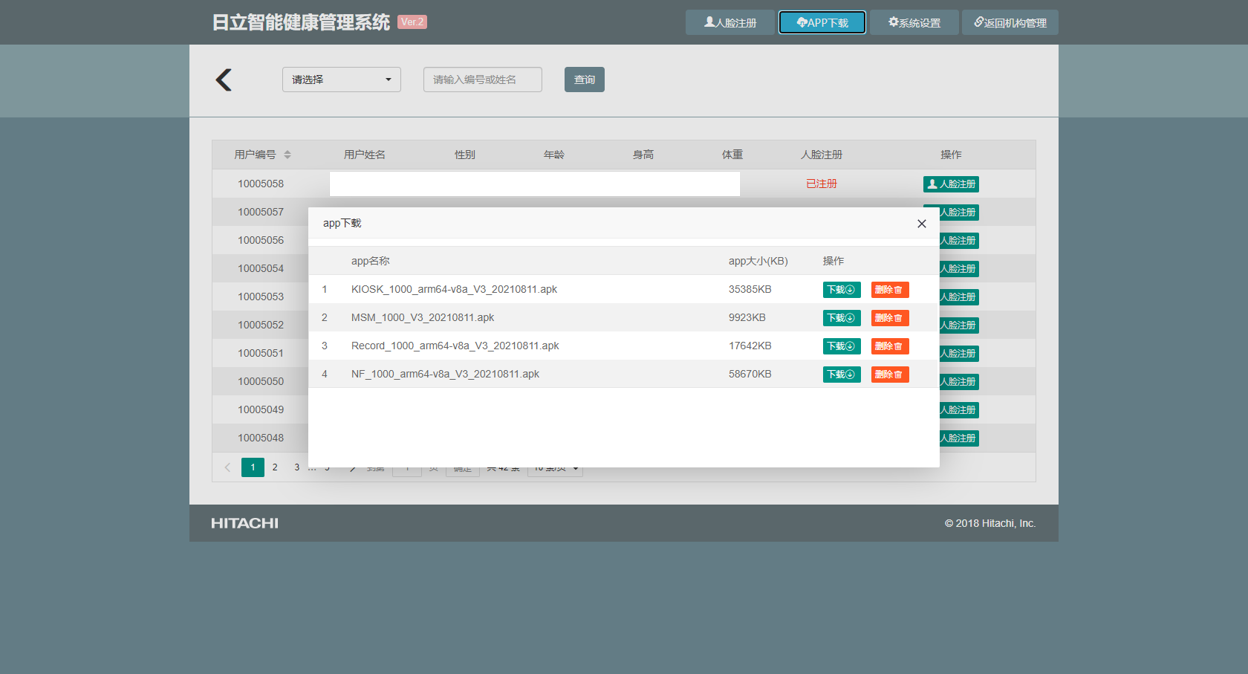 日立智能健康管理系统 Ver.2 人脸注册 APP下载 系统设置 返回机构管理
请选择 请输入编号或姓名 查询
用户编号 用户姓名 性别 年龄 身高 体重 人脸注册 操作
10005058 已注册 人脸注册
10005057 人脸注册
10005056 人脸注册
10005054 人脸注册
10005053 人脸注册
10005052 人脸注册
10005051 人脸注册
10005050 人脸注册
10005049 人脸注册
10005048 人脸注册
app下载
app名称 app大小(KB) 操作
1 KIOSK_1000_arm64-v8a_V3_20210811.apk 35385KB 下载 删除
2 MSM_1000_V3_20210811.apk 9923KB 下载 删除
3 Record_1000_arm64-v8a_V3_20210811.apk 17642KB 下载 删除
4 NF_1000_arm64-v8a_V3_20210811.apk 58670KB 下载 删除
1 2 3 …
HITACHI © 2018 Hitachi, Inc.